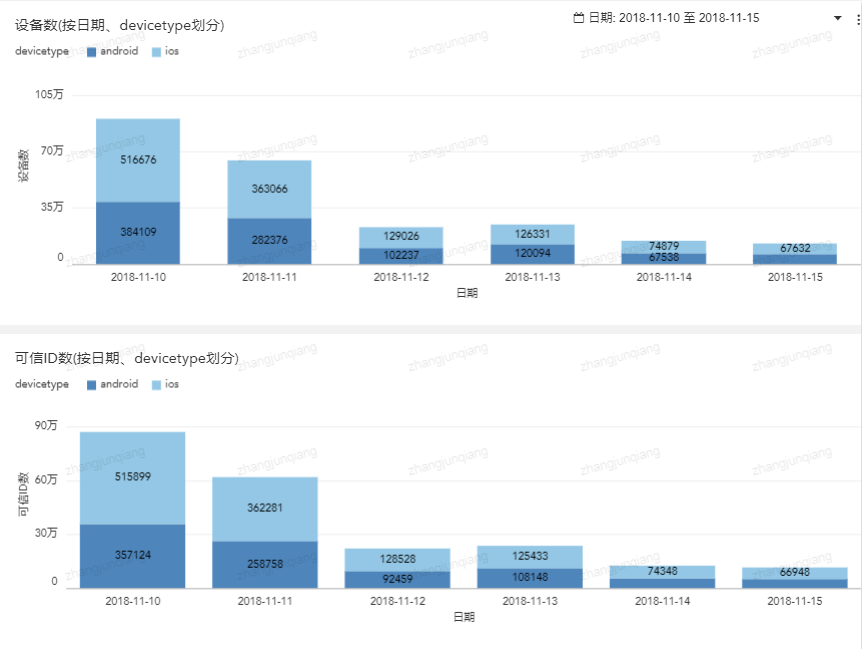 设备数(按日期、devicetype划分)
日期: 2018-11-10 至 2018-11-15
devicetype android ios
105万
70万
35万
0
设备数
516676
363066
129026
126331
74879
67632
384109
282376
102237
120094
67538
2018-11-10 2018-11-11 2018-11-12 2018-11-13 2018-11-14 2018-11-15
日期
可信ID数(按日期、devicetype划分)
devicetype android ios
90万
60万
30万
0
可信ID数
515899
362281
128528
125433
74348
66948
357124
258758
92459
108148
2018-11-10 2018-11-11 2018-11-12 2018-11-13 2018-11-14 2018-11-15
日期
zhangjunqiang